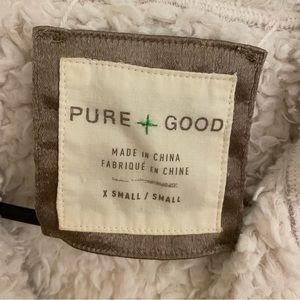 PURE + GOOD
MADE IN CHINA
FABRIQUÉ EN CHINE
X SMALL / SMALL